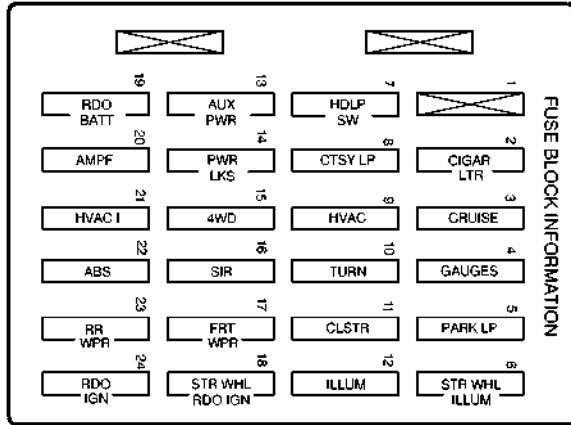 19 13 7 1
RDO BATT AUX PWR HDLP SW
20 14 8 2
AMPF PWR LKS CTSY LP CIGAR LTR
21 15 9 3
HVAC I 4WD HVAC CRUISE
22 16 10 4
ABS SIR TURN GAUGES
23 17 11 5
RR WPR FRT WPR CLSTR PARK LP
24 18 12 6
RDO IGN STR WHL RDO IGN ILLUM STR WHL ILLUM
FUSE BLOCK INFORMATION